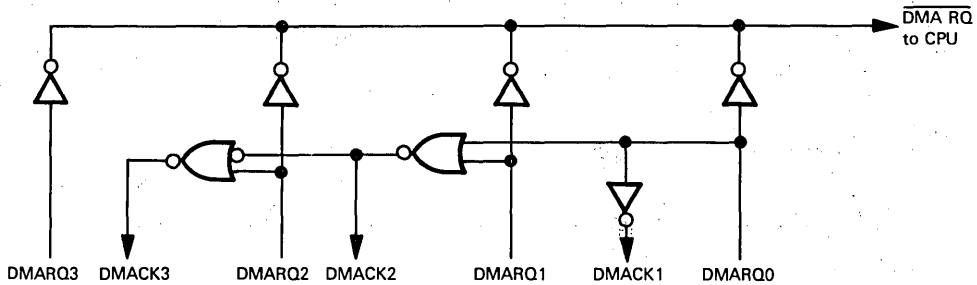 DMA RQ
to CPU
DMARQ3 DMACK3 DMARQ2 DMACK2 DMARQ1 DMACK1 DMARQ0